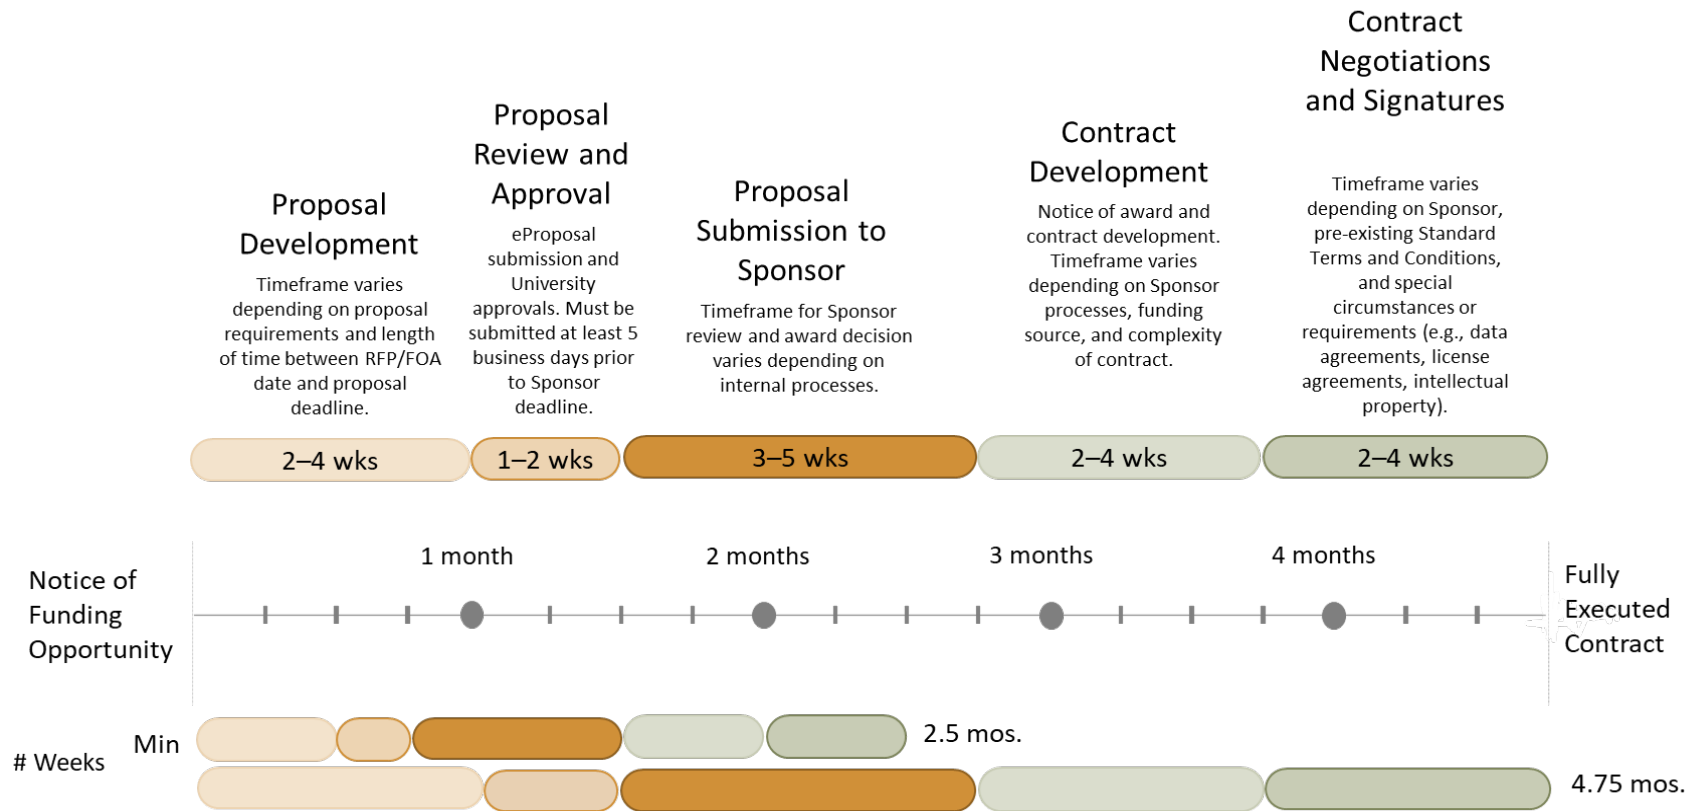 Proposal
Development
Timeframe varies
depending on proposal
requirements and length
of time between RFP/FOA
date and proposal
deadline.
Proposal
Review and
Approval
eProposal
submission and
University
approvals. Must be
submitted at least 5
business days prior
to Sponsor
deadline.
Proposal
Submission to
Sponsor
Timeframe for Sponsor
review and award decision
varies depending on
internal processes.
Contract
Development
Notice of award and
contract development.
Timeframe varies
depending on Sponsor
processes, funding
source, and complexity
of contract.
Contract
Negotiations
and Signatures
Timeframe varies
depending on Sponsor,
pre-existing Standard
Terms and Conditions,
and special
circumstances or
requirements (e.g., data
agreements, license
agreements, intellectual
property).
2–4 wks
1–2 wks
3–5 wks
2–4 wks
2–4 wks
Notice of
Funding
Opportunity
1 month
2 months
3 months
4 months
Fully
Executed
Contract
# Weeks
Min
2.5 mos.
4.75 mos.